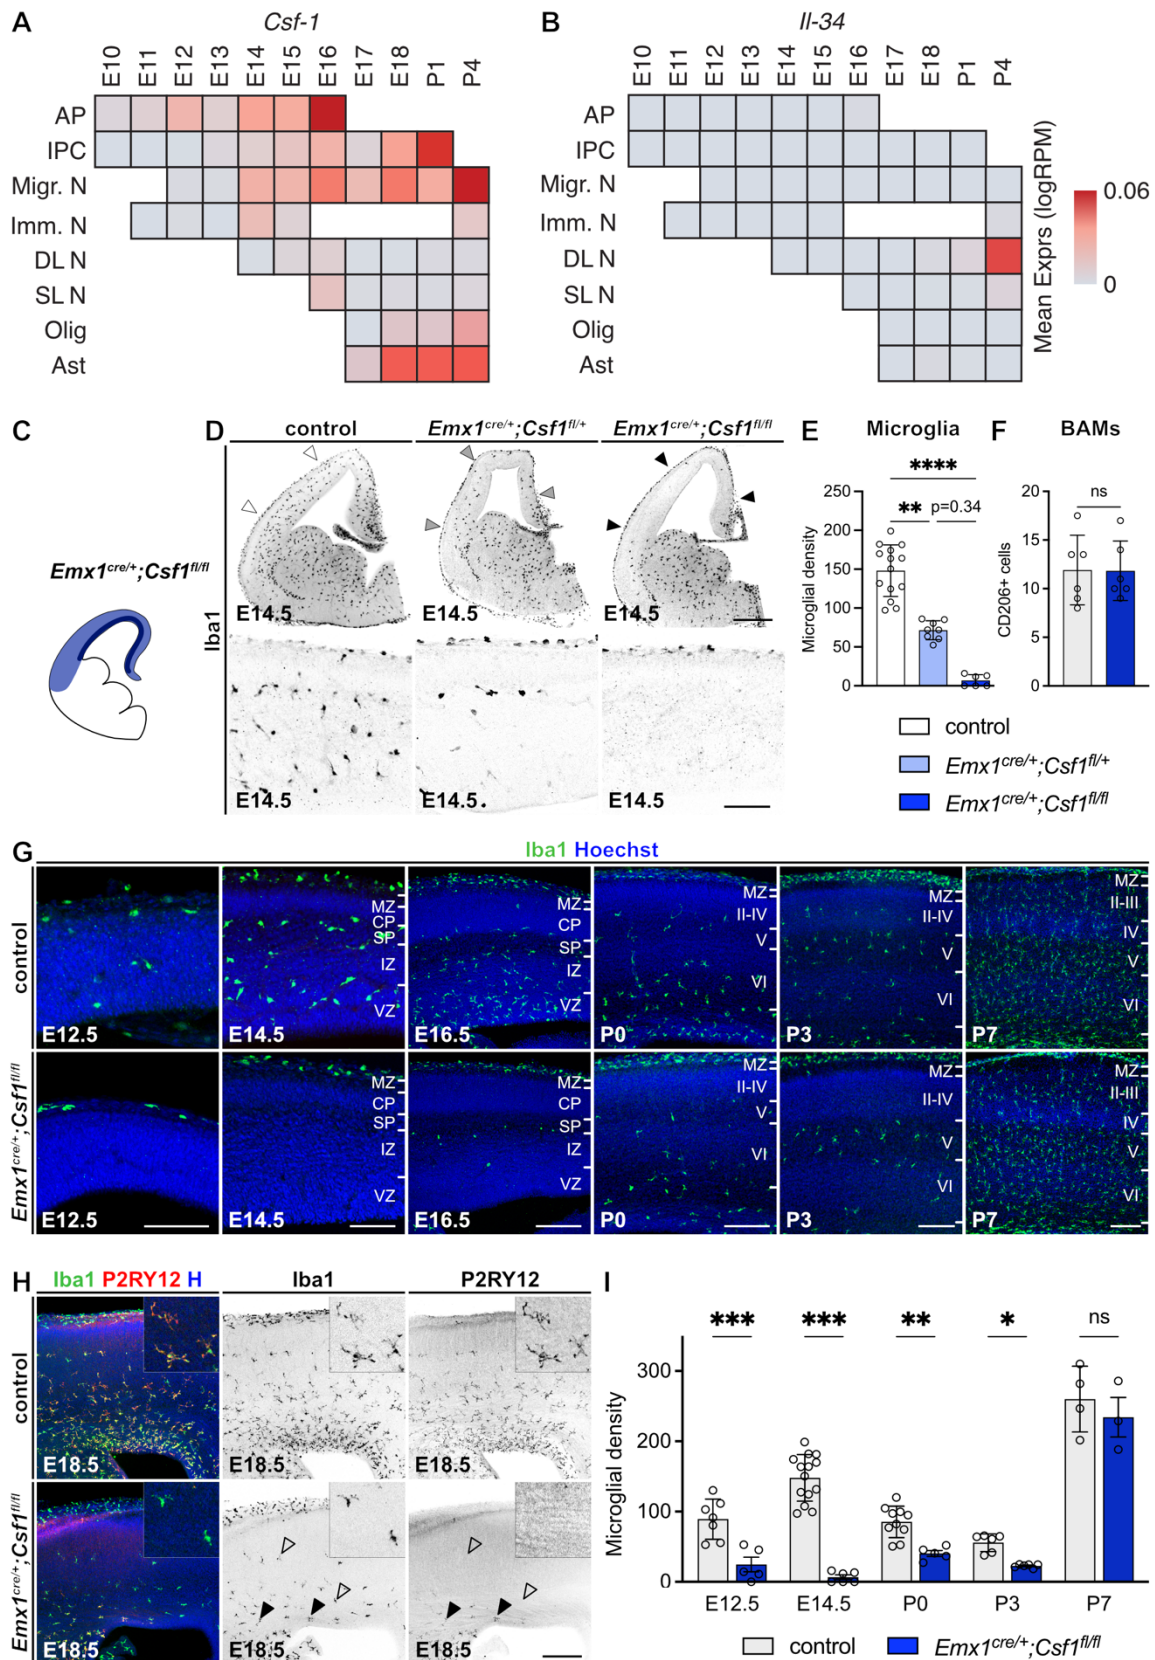 A
Csf-1
E10 E11 E12 E13 E14 E15 E16 E17 E18 P1 P4
AP
IPC
Migr. N
Imm. N
DL N
SL N
Olig
Ast
B
Il-34
E10 E11 E12 E13 E14 E15 E16 E17 E18 P1 P4
AP
IPC
Migr. N
Imm. N
DL N
SL N
Olig
Ast
0.06
0
Mean Exprs (logRPM)
C
Emx1cre/+;Csf1fl/fl
D
control Emx1cre/+;Csf1fl/+ Emx1cre/+;Csf1fl/fl
Iba1
E14.5 E14.5 E14.5
E14.5 E14.5 E14.5
E Microglia
****
** p=0.34
Microglial density
250
200
150
100
50
0
F BAMs
ns
CD206+ cells
20
15
10
5
0
control
Emx1cre/+;Csf1fl/+
Emx1cre/+;Csf1fl/fl
G
Iba1 Hoechst
control
MZ
CP
SP
IZ
VZ
MZ
CP
SP
IZ
VZ
MZ
II-IV
V
VI
MZ
II-IV
V
VI
MZ
II-III
IV
V
VI
E12.5 E14.5 E16.5 P0 P3 P7
Emx1cre/+;Csf1fl/fl
MZ
CP
SP
IZ
VZ
MZ
CP
SP
IZ
VZ
MZ
II-IV
V
VI
MZ
II-IV
V
VI
MZ
II-III
IV
V
VI
E12.5 E14.5 E16.5 P0 P3 P7
H
Iba1 P2RY12 H Iba1 P2RY12
control
E18.5 E18.5 E18.5
Emx1cre/+;Csf1fl/fl
E18.5 E18.5 E18.5
I
*** *** ** * ns
Microglial density
300
200
100
0
E12.5 E14.5 P0 P3 P7
control Emx1cre/+;Csf1fl/fl